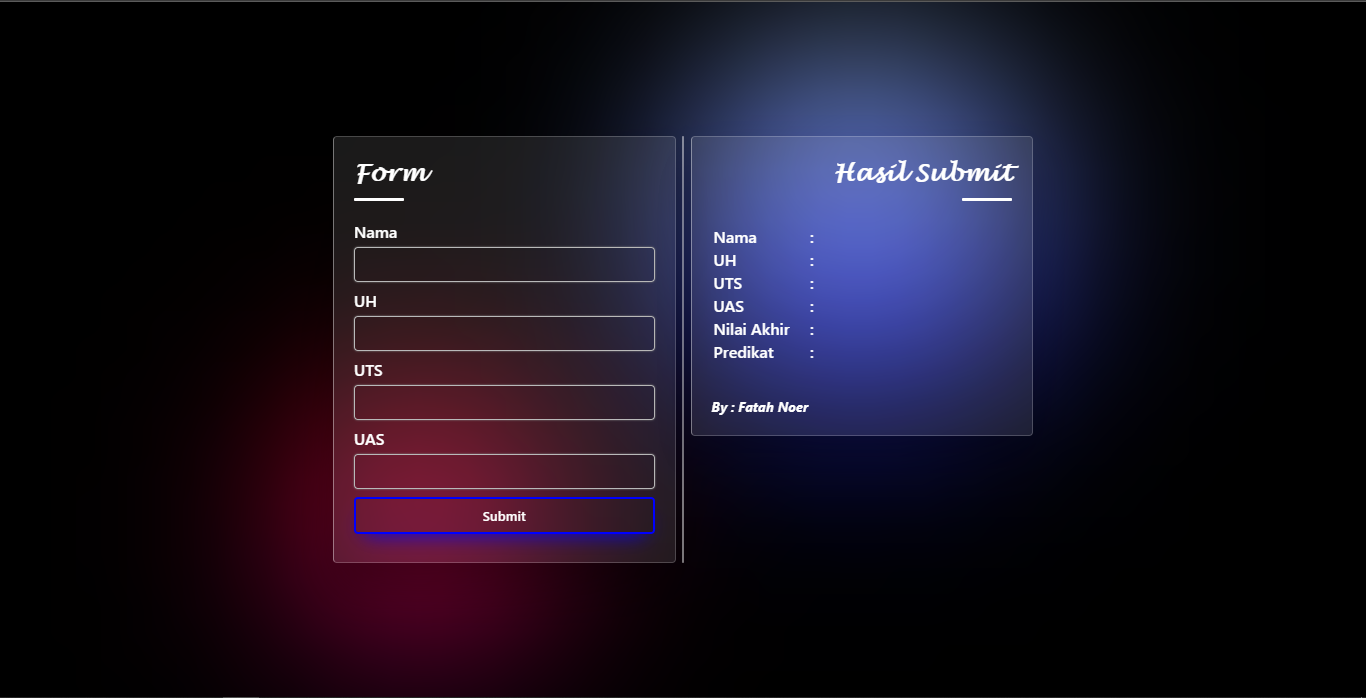 Form
Nama
UH
UTS
UAS
Submit
Hasil Submit
Nama :
UH :
UTS :
UAS :
Nilai Akhir :
Predikat :
By : Fatah Noer